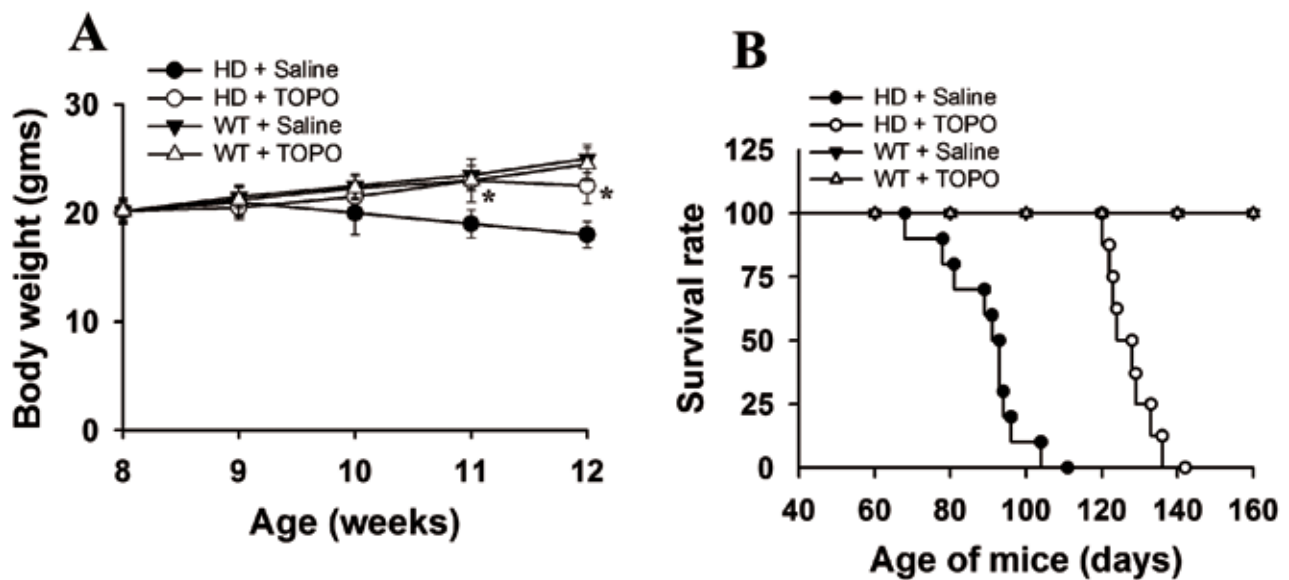 A
HD + Saline
HD + TOPO
WT + Saline
WT + TOPO
30
20
10
0
*
*
8 9 10 11 12
Body weight (gms)
Age (weeks)
B
HD + Saline
HD + TOPO
WT + Saline
WT + TOPO
125
100
75
50
25
0
40 60 80 100 120 140 160
Survival rate
Age of mice (days)